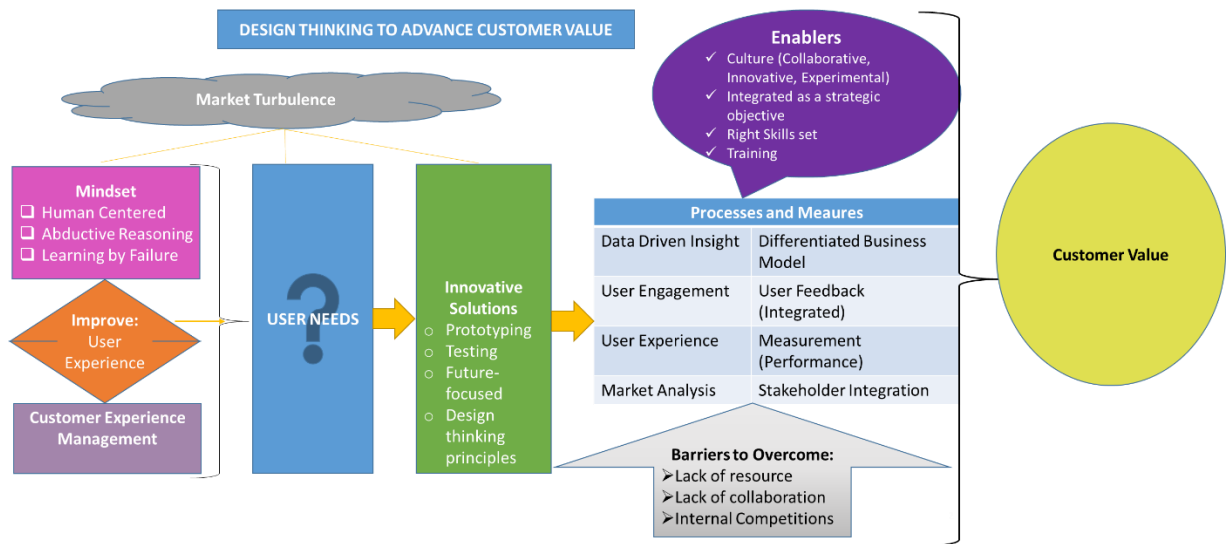 DESIGN THINKING TO ADVANCE CUSTOMER VALUE
Market Turbulence
Mindset
❑ Human Centered
❑ Abductive Reasoning
❑ Learning by Failure
Improve:
User
Experience
Customer Experience
Management
?
USER NEEDS
Innovative
Solutions
o Prototyping
o Testing
o Future-
focused
o Design
thinking
principles
Enablers
✓ Culture (Collaborative,
Innovative, Experimental)
✓ Integrated as a strategic
objective
✓ Right Skills set
✓ Training
Processes and Meaures
Data Driven Insight
Differentiated Business
Model
User Engagement
User Feedback
(Integrated)
User Experience
Measurement
(Performance)
Market Analysis
Stakeholder Integration
Barriers to Overcome:
➢Lack of resource
➢Lack of collaboration
➢Internal Competitions
Customer Value